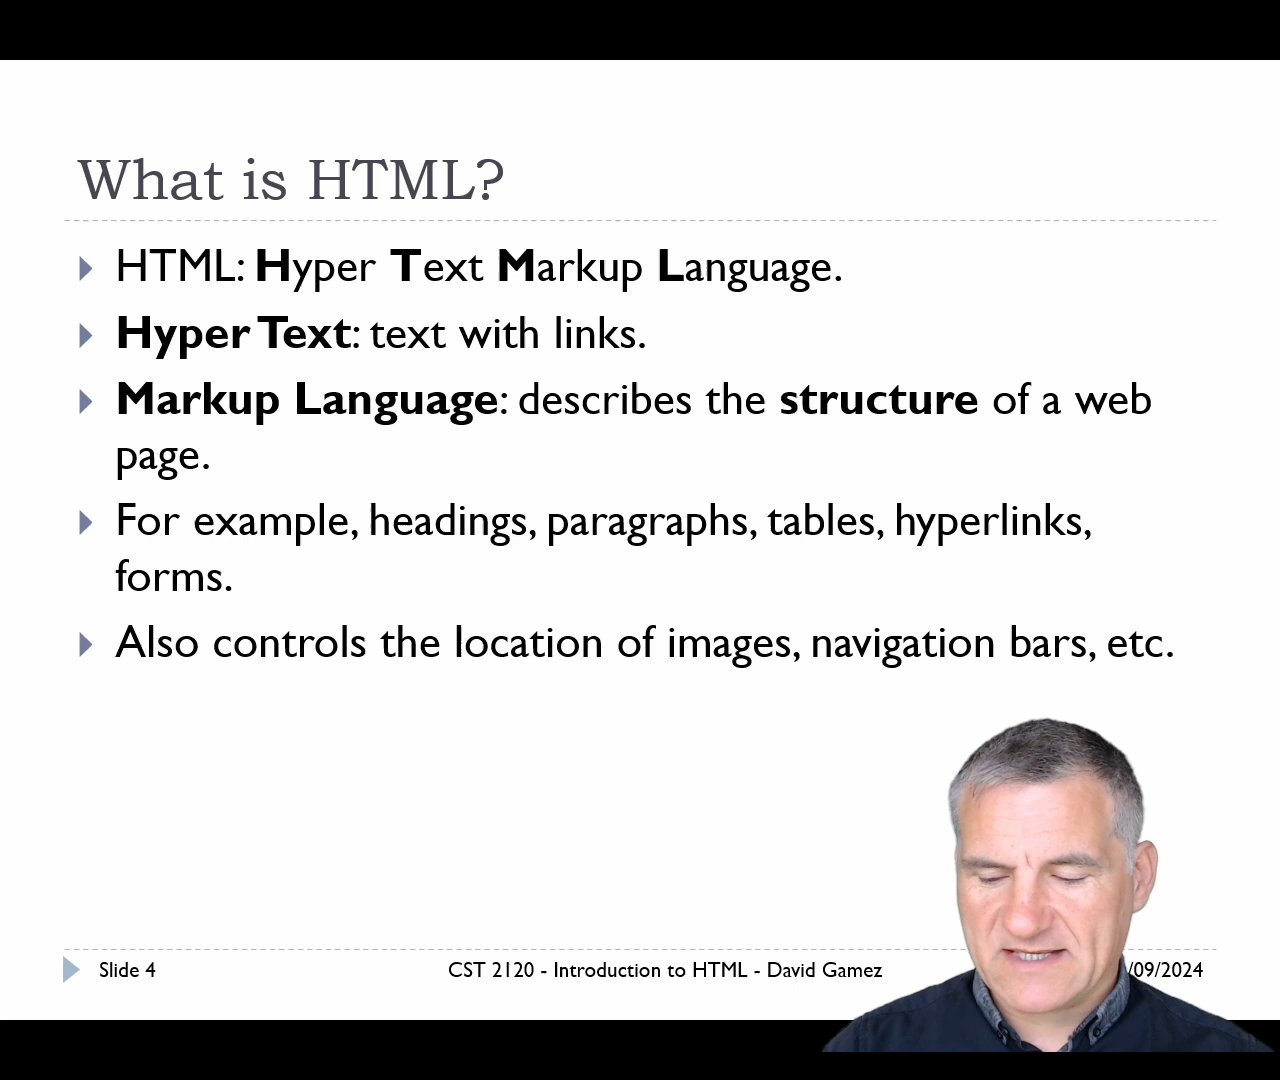 What is HTML?
HTML: Hyper Text Markup Language.
Hyper Text: text with links.
Markup Language: describes the structure of a web
page.
For example, headings, paragraphs, tables, hyperlinks,
forms.
Also controls the location of images, navigation bars, etc.
Slide 4
CST 2120 - Introduction to HTML - David Gamez
/09/2024